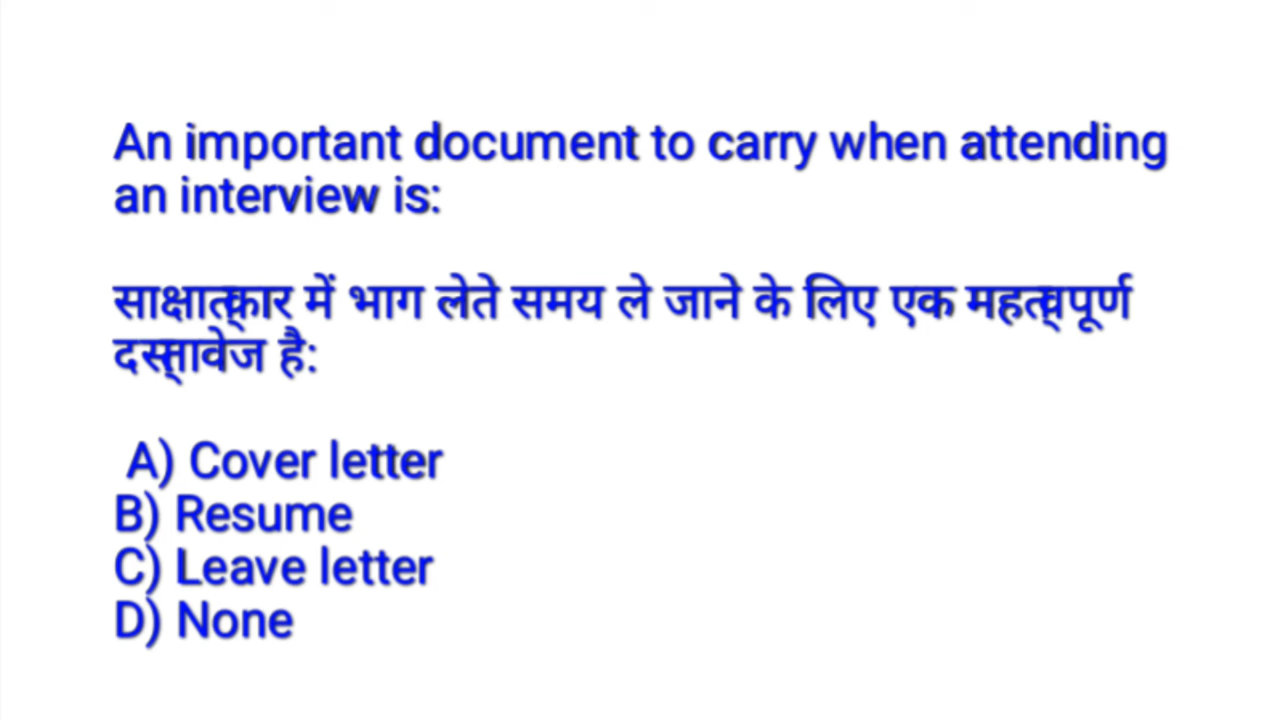 An important document to carry when attending
an interview is:
साक्षात्कार में भाग लेते समय ले जाने के लिए एक महत्वपूर्ण
दस्तावेज है:
A) Cover letter
B) Resume
C) Leave letter
D) None